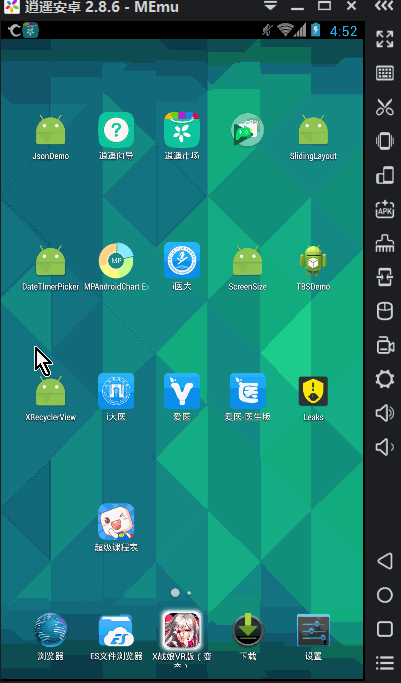 逍遥安卓 2.8.6 - MEmu
4:52
JsonDemo
逍遥向导
逍遥市场
SlidingLayout
DateTimerPicker
MPAndroidChart Ex
MP
i医大
ScreenSize
TBSDemo
XRecyclerView
i大医
爱医
爱医-医生版
Leaks
超级课程表
浏览器
ES文件浏览器
X战娘VR版（变
态）
下载
设置
APK